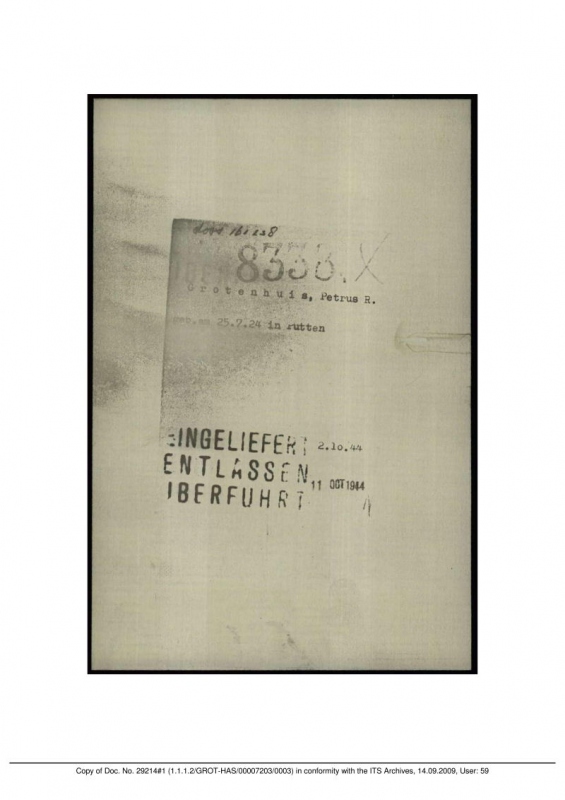 161128
8333. X
Grotenhuis, Petrus R.
25.7.24 in Putten
EINGELIEFERT 2.10.44
ENTLASSEN
11 OCT 1944
ÜBERFÜHRT
Copy of Doc. No. 29214#1 (1.1.1.2/GROT-HAS/00007203/0003) in conformity with the ITS Archives, 14.09.2009, User: 59